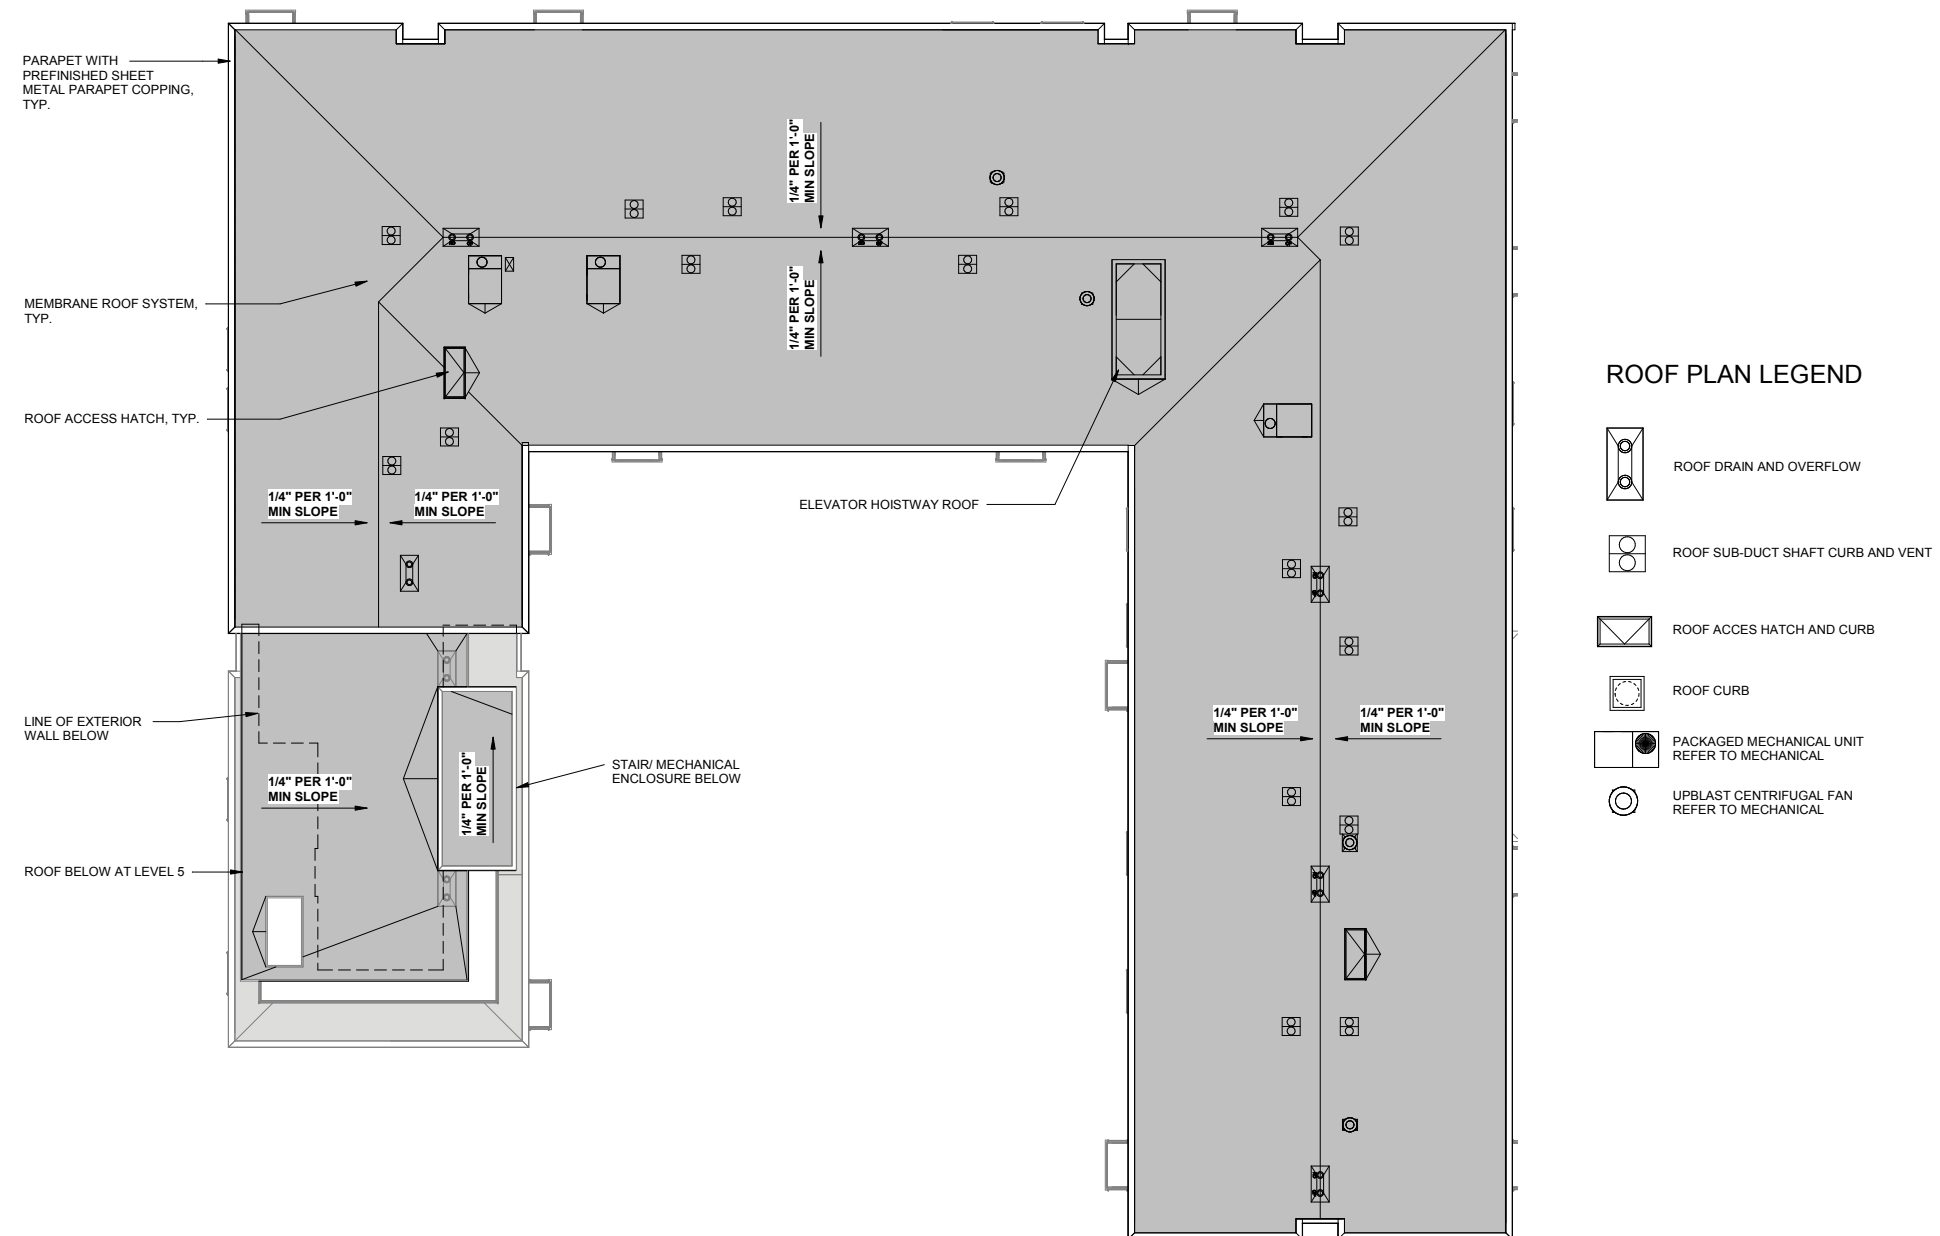 PARAPET WITH
PREFINISHED SHEET
METAL PARAPET COPPING,
TYP.
1/4" PER 1'-0"
MIN SLOPE
1/4" PER 1'-0"
MIN SLOPE
MEMBRANE ROOF SYSTEM,
TYP.
ROOF ACCESS HATCH, TYP.
1/4" PER 1'-0"
MIN SLOPE
1/4" PER 1'-0"
MIN SLOPE
ELEVATOR HOISTWAY ROOF
LINE OF EXTERIOR
WALL BELOW
1/4" PER 1'-0"
MIN SLOPE
1/4" PER 1'-0"
MIN SLOPE
STAIR/ MECHANICAL
ENCLOSURE BELOW
1/4" PER 1'-0"
MIN SLOPE
1/4" PER 1'-0"
MIN SLOPE
ROOF BELOW AT LEVEL 5
ROOF PLAN LEGEND
ROOF DRAIN AND OVERFLOW
ROOF SUB-DUCT SHAFT CURB AND VENT
ROOF ACCES HATCH AND CURB
ROOF CURB
PACKAGED MECHANICAL UNIT
REFER TO MECHANICAL
UPBLAST CENTRIFUGAL FAN
REFER TO MECHANICAL